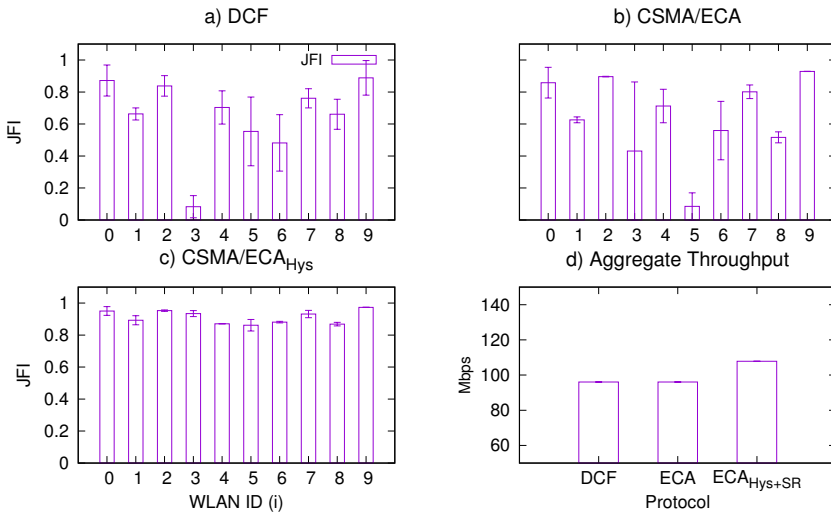 a) DCF
JFI
JFI
1
0.8
0.6
0.4
0.2
0
0 1 2 3 4 5 6 7 8 9
b) CSMA/ECA
0 1 2 3 4 5 6 7 8 9
c) CSMA/ECA_Hys
JFI
1
0.8
0.6
0.4
0.2
0
0 1 2 3 4 5 6 7 8 9
WLAN ID (i)
d) Aggregate Throughput
Mbps
140
120
100
80
60
DCF ECA ECA_Hys+SR
Protocol